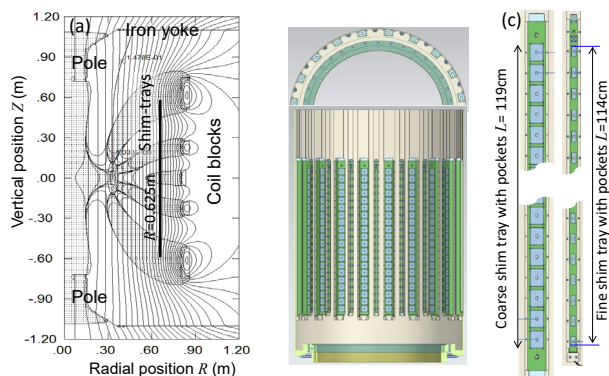 (a)
Iron yoke
Pole
Shim-trays
R=0.625m
Coil blocks
Pole
Vertical position Z (m)
1.20
.90
.60
.30
.00
-.30
-.60
-.90
-1.20
.00 .30 .60 .90 1.20
Radial position R (m)
(c)
Coarse shim tray with pockets L= 119cm
Fine shim tray with pockets L= 114cm